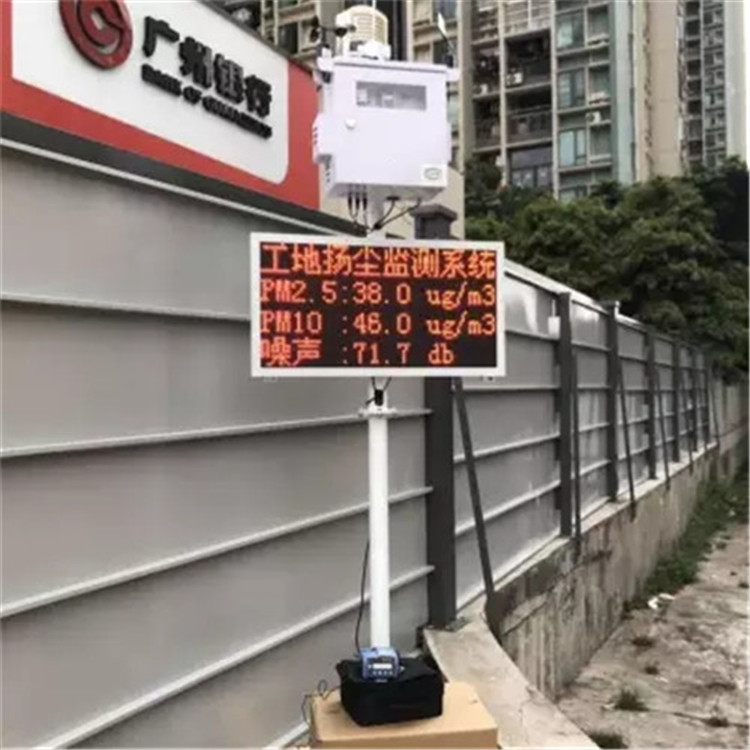 广州银行
BANK OF GUANGZHOU
工地扬尘监测系统
PM2.5:38.0 ug/m3
PM10 :46.0 ug/m3
噪声 :71.7 db